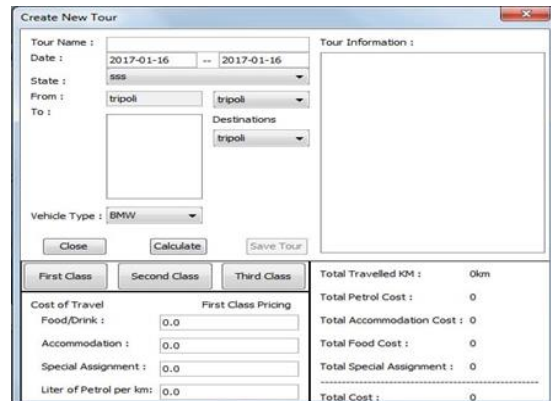 Create New Tour
Tour Name :
Date : 2017-01-16 -- 2017-01-16
State : sss
From : tripoli tripoli
To :
Destinations
tripoli
Vehicle Type : BMW
Close Calculate Save Tour
Tour Information :
First Class Second Class Third Class
Cost of Travel First Class Pricing
Food/Drink : 0.0
Accommodation : 0.0
Special Assignment : 0.0
Liter of Petrol per km: 0.0
Total Travelled KM : 0km
Total Petrol Cost : 0
Total Accommodation Cost : 0
Total Food Cost : 0
Total Special Assignment : 0
Total Cost : 0